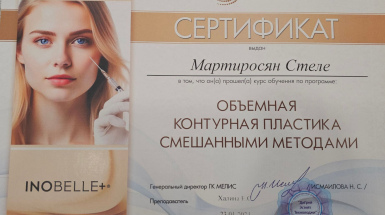 СЕРТИФИКАТ
ВЫДАН
Мартиросян Стеле
в том, что он(а) прошел(а) курс обучения по программе:
ОБЪЕМНАЯ
КОНТУРНАЯ ПЛАСТИКА
СМЕШАННЫМИ МЕТОДАМИ
INOBELLE+
Генеральный директор ГК МЕЛИС
ИСМАИЛОВА Н. С. /
Преподаватель